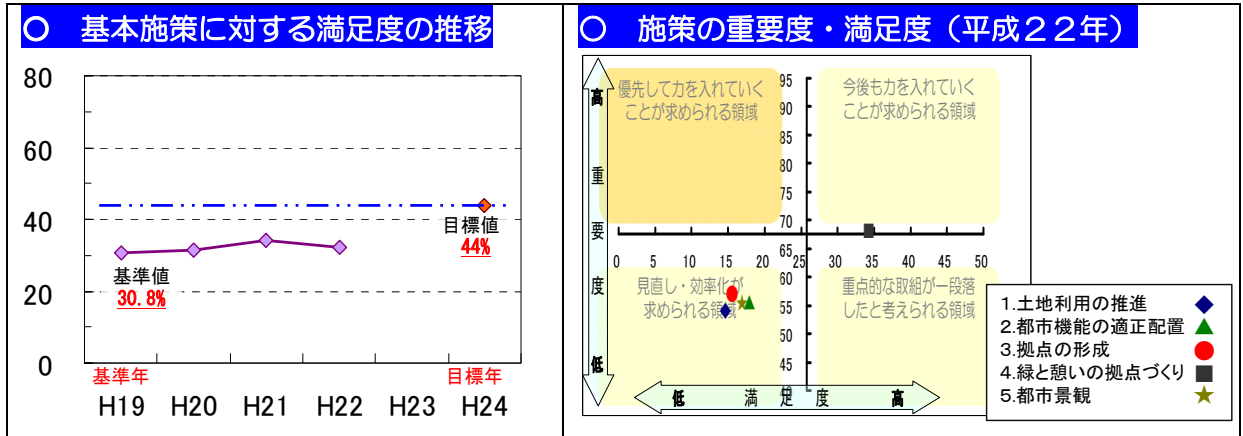 ○ 基本施策に対する満足度の推移
80
60
40
20
0
基準値
30.8%
目標値
44%
基準年
目標年
H19 H20 H21 H22 H23 H24
○ 施策の重要度・満足度（平成２２年）
優先して力を入れていく
ことが求められる領域
今後も力を入れていく
ことが求められる領域
高
重
要
度
低
95
90
85
80
75
70
65
60
55
50
45
40
0 5 10 15 20 25 30 35 40 45 50
見直し・効率化が
求められる領域
重点的な取組が一段落
したと考えられる領域
低 満 足 度 高
1.土地利用の推進
2.都市機能の適正配置
3.拠点の形成
4.緑と憩いの拠点づくり
5.都市景観